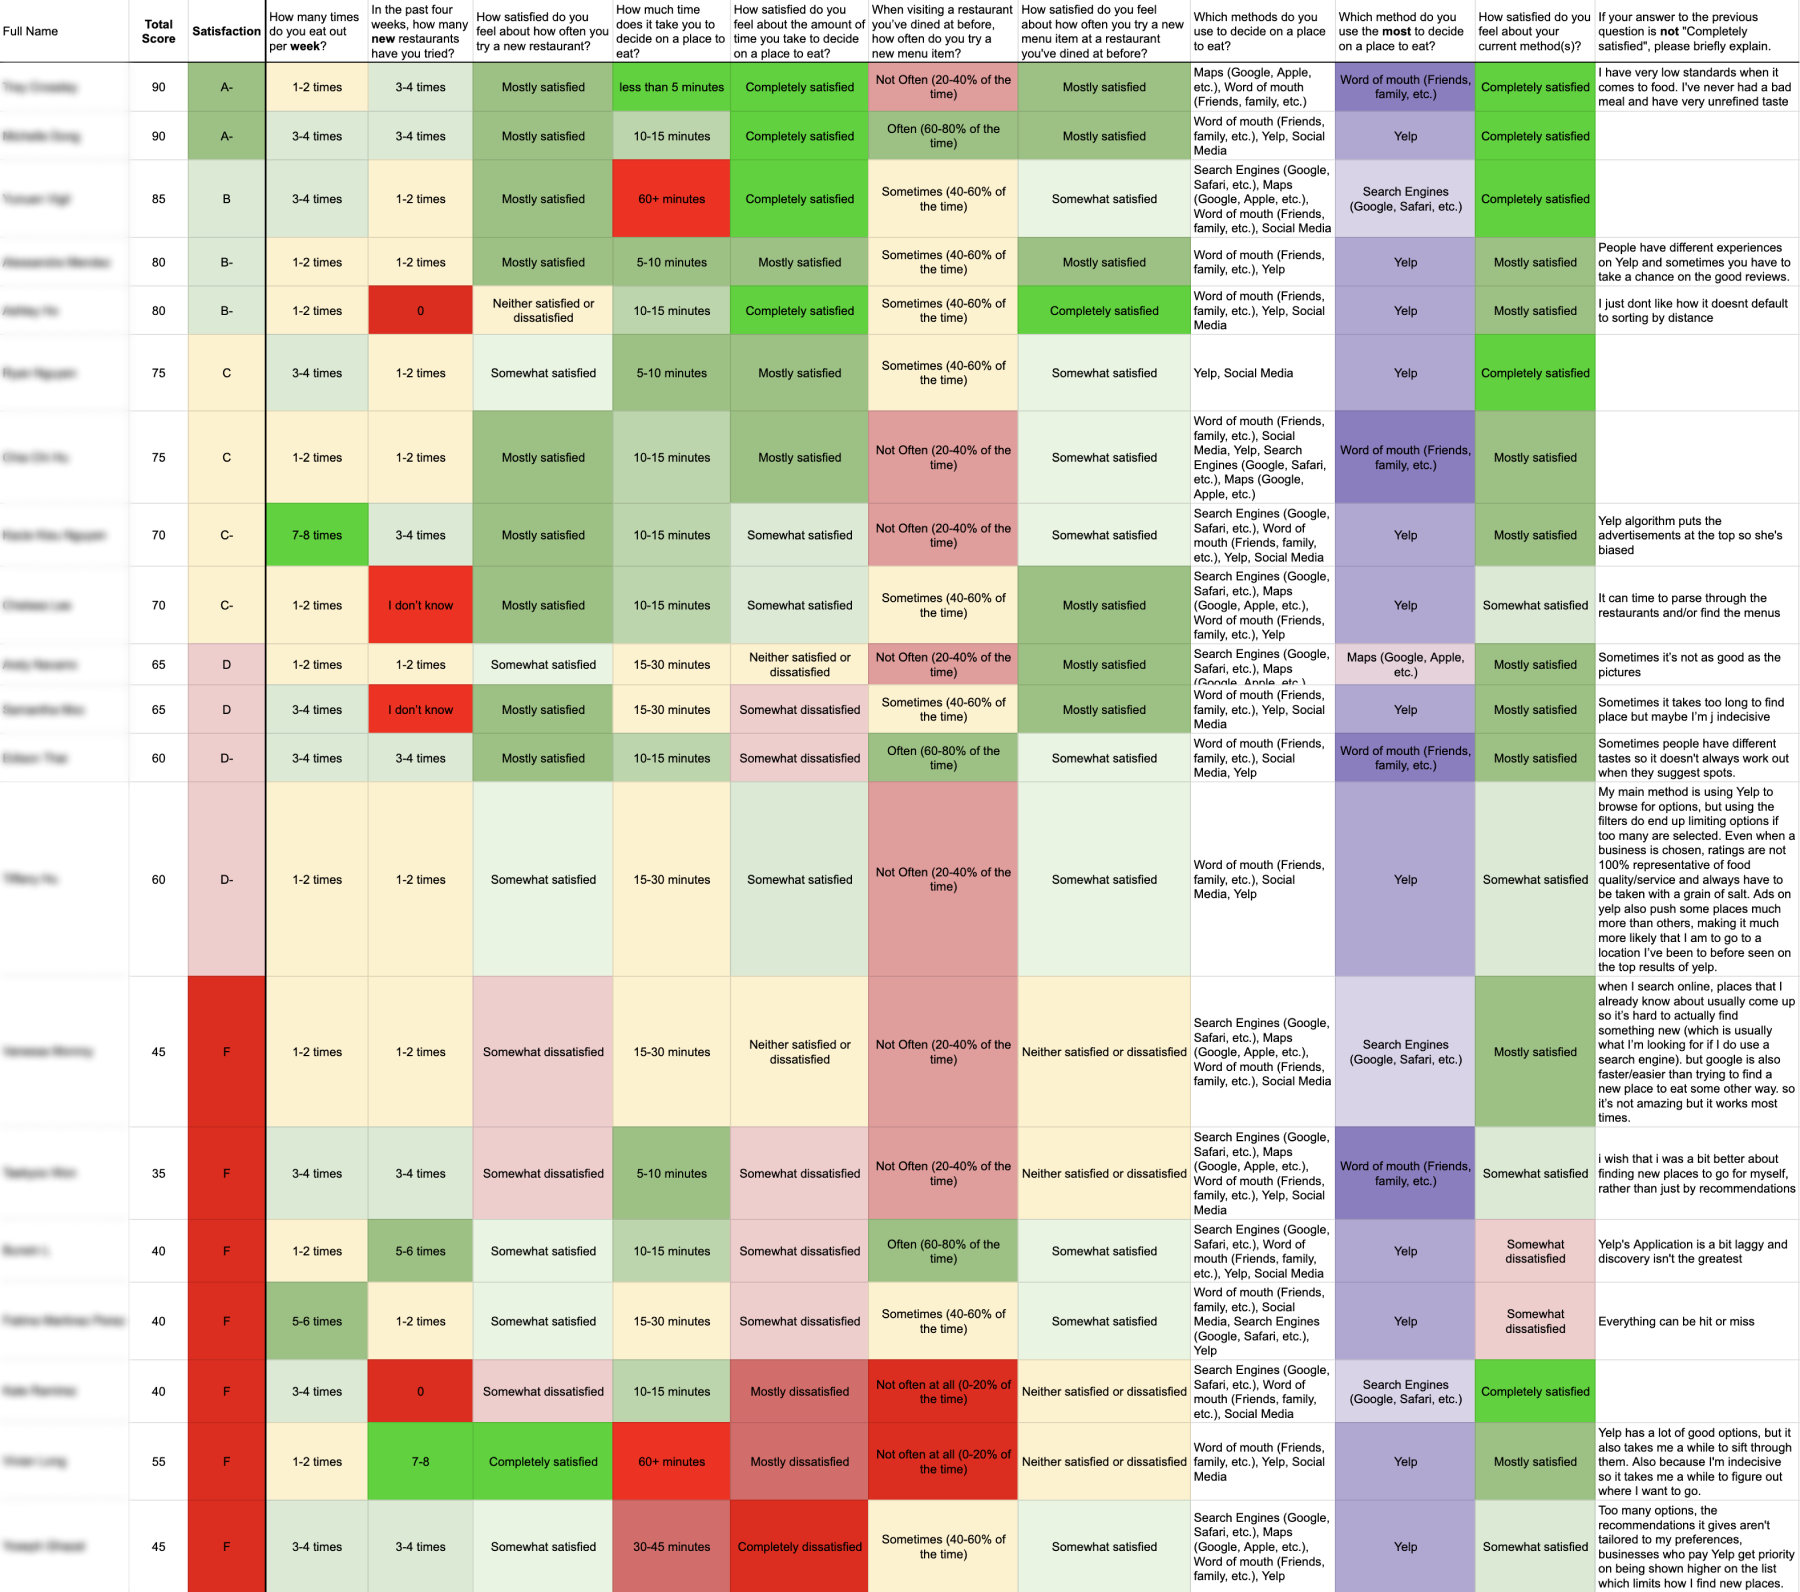 Full Name
Total
Score
Satisfaction
How many times
do you eat out
per week?
In the past four
weeks, how many
new restaurants
have you tried?
How satisfied do you
feel about how often you
try a new restaurant?
How much time
does it take you to
decide on a place to
eat?
How satisfied do you
feel about the amount of
time you take to decide
on a place to eat?
When visiting a restaurant
you've dined at before,
how often do you try a
new menu item?
How satisfied do you feel
about how often you try a new
menu item at a restaurant
you've dined at before?
Which methods do you
use to decide on a place
to eat?
Which method do you
use the most to decide
on a place to eat?
How satisfied do you
feel about your
current method(s)?
If your answer to the previous
question is not "Completely
satisfied", please briefly explain.
90
A-
1-2 times
3-4 times
Mostly satisfied
less than 5 minutes
Completely satisfied
Not Often (20-40% of the
time)
Mostly satisfied
Maps (Google, Apple,
etc.), Word of mouth
(Friends, family, etc.)
Word of mouth (Friends,
family, etc.)
Completely satisfied
I have very low standards when it
comes to food. I've never had a bad
meal and have very unrefined taste
90
A-
3-4 times
3-4 times
Mostly satisfied
10-15 minutes
Completely satisfied
Often (60-80% of the
time)
Mostly satisfied
Word of mouth (Friends,
family, etc.), Yelp, Social
Media
Yelp
Completely satisfied
85
B
3-4 times
1-2 times
Mostly satisfied
60+ minutes
Completely satisfied
Sometimes (40-60% of
the time)
Somewhat satisfied
Search Engines (Google,
Safari, etc.), Maps
(Google, Apple, etc.),
Word of mouth (Friends,
family, etc.), Social Media
Search Engines
(Google, Safari, etc.)
Completely satisfied
80
B-
1-2 times
1-2 times
Mostly satisfied
5-10 minutes
Mostly satisfied
Sometimes (40-60% of
the time)
Mostly satisfied
Word of mouth (Friends,
family, etc.), Yelp
Yelp
Mostly satisfied
People have different experiences
on Yelp and sometimes you have to
take a chance on the good reviews.
80
B-
1-2 times
0
Neither satisfied or
dissatisfied
10-15 minutes
Completely satisfied
Sometimes (40-60% of
the time)
Completely satisfied
Word of mouth (Friends,
family, etc.), Yelp, Social
Media
Yelp
Mostly satisfied
I just dont like how it doesnt default
to sorting by distance
75
C
3-4 times
1-2 times
Somewhat satisfied
5-10 minutes
Mostly satisfied
Sometimes (40-60% of
the time)
Somewhat satisfied
Yelp, Social Media
Yelp
Completely satisfied
75
C
1-2 times
1-2 times
Mostly satisfied
10-15 minutes
Mostly satisfied
Not Often (20-40% of the
time)
Somewhat satisfied
Word of mouth (Friends,
family, etc.), Social
Media, Yelp, Search
Engines (Google, Safari,
etc.), Maps (Google,
Apple, etc.)
Word of mouth (Friends,
family, etc.)
Mostly satisfied
70
C-
7-8 times
3-4 times
Mostly satisfied
10-15 minutes
Somewhat satisfied
Not Often (20-40% of the
time)
Somewhat satisfied
Search Engines (Google,
Safari, etc.), Word of
mouth (Friends, family,
etc.), Yelp, Social Media
Yelp
Mostly satisfied
Yelp algorithm puts the
advertisements at the top so she's
biased
70
C-
1-2 times
I don't know
Mostly satisfied
10-15 minutes
Somewhat satisfied
Sometimes (40-60% of
the time)
Mostly satisfied
Search Engines (Google,
Safari, etc.), Maps
(Google, Apple, etc.),
Word of mouth (Friends,
family, etc.), Yelp
Yelp
Somewhat satisfied
It can time to parse through the
restaurants and/or find the menus
65
D
1-2 times
1-2 times
Somewhat satisfied
15-30 minutes
Neither satisfied or
dissatisfied
Not Often (20-40% of the
time)
Mostly satisfied
Search Engines (Google,
Safari, etc.), Maps
(Google, Apple, etc.)
Maps (Google, Apple,
etc.)
Mostly satisfied
Sometimes it's not as good as the
pictures
65
D
3-4 times
I don't know
Mostly satisfied
15-30 minutes
Somewhat dissatisfied
Sometimes (40-60% of
the time)
Mostly satisfied
Word of mouth (Friends,
family, etc.), Yelp, Social
Media
Yelp
Mostly satisfied
Sometimes it takes too long to find
place but maybe I'm j indecisive
60
D-
3-4 times
3-4 times
Mostly satisfied
10-15 minutes
Somewhat dissatisfied
Often (60-80% of the
time)
Somewhat satisfied
Word of mouth (Friends,
family, etc.), Social
Media, Yelp
Word of mouth (Friends,
family, etc.)
Mostly satisfied
Sometimes people have different
tastes so it doesn't always work out
when they suggest spots.
60
D-
1-2 times
1-2 times
Somewhat satisfied
15-30 minutes
Somewhat satisfied
Not Often (20-40% of the
time)
Somewhat satisfied
Word of mouth (Friends,
family, etc.), Social
Media, Yelp
Yelp
Somewhat satisfied
My main method is using Yelp to
browse for options, but using the
filters do end up limiting options if
too many are selected. Even when a
business is chosen, ratings are not
100% representative of food
quality/service and always have to
be taken with a grain of salt. Ads on
yelp also push some places much
more than others, making it much
more likely that I am to go to a
location I've been to before seen on
the top results of yelp.
45
F
1-2 times
1-2 times
Somewhat dissatisfied
15-30 minutes
Neither satisfied or
dissatisfied
Not Often (20-40% of the
time)
Neither satisfied or dissatisfied
Search Engines (Google,
Safari, etc.), Maps
(Google, Apple, etc.),
Word of mouth (Friends,
family, etc.), Social Media
Search Engines
(Google, Safari, etc.)
Mostly satisfied
when I search online, places that I
already know about usually come up
so it's hard to actually find
something new (which is usually
what I'm looking for if I do use a
search engine). but google is also
faster/easier than trying to find a
new place to eat some other way. so
it's not amazing but it works most
times.
35
F
3-4 times
3-4 times
Somewhat dissatisfied
5-10 minutes
Somewhat dissatisfied
Not Often (20-40% of the
time)
Neither satisfied or dissatisfied
Search Engines (Google,
Safari, etc.), Maps
(Google, Apple, etc.),
Word of mouth (Friends,
family, etc.), Yelp, Social
Media
Word of mouth (Friends,
family, etc.)
Somewhat satisfied
i wish that i was a bit better about
finding new places to go for myself,
rather than just by recommendations
40
F
1-2 times
5-6 times
Somewhat satisfied
10-15 minutes
Somewhat dissatisfied
Often (60-80% of the
time)
Somewhat satisfied
Search Engines (Google,
Safari, etc.), Word of
mouth (Friends, family,
etc.), Yelp, Social Media
Yelp
Somewhat
dissatisfied
Yelp's Application is a bit laggy and
discovery isn't the greatest
40
F
5-6 times
1-2 times
Somewhat satisfied
15-30 minutes
Somewhat dissatisfied
Sometimes (40-60% of
the time)
Somewhat satisfied
Word of mouth (Friends,
family, etc.), Social
Media, Search Engines
(Google, Safari, etc.),
Yelp
Yelp
Somewhat
dissatisfied
Everything can be hit or miss
40
F
3-4 times
0
Somewhat dissatisfied
10-15 minutes
Mostly dissatisfied
Not often at all (0-20% of
the time)
Neither satisfied or dissatisfied
Search Engines (Google,
Safari, etc.), Word of
mouth (Friends, family,
etc.), Social Media
Search Engines
(Google, Safari, etc.)
Completely satisfied
55
F
1-2 times
7-8
Completely satisfied
60+ minutes
Mostly dissatisfied
Not often at all (0-20% of
the time)
Neither satisfied or dissatisfied
Word of mouth (Friends,
family, etc.), Yelp, Social
Media
Yelp
Mostly satisfied
Yelp has a lot of good options, but it
also takes me a while to sift through
them. Also because I'm indecisive
so it takes me a while to figure out
where I want to go.
45
F
3-4 times
3-4 times
Somewhat satisfied
30-45 minutes
Completely dissatisfied
Sometimes (40-60% of
the time)
Somewhat satisfied
Search Engines (Google,
Safari, etc.), Maps
(Google, Apple, etc.),
Word of mouth (Friends,
family, etc.), Yelp
Yelp
Somewhat satisfied
Too many options, the
recommendations it gives aren't
tailored to my preferences,
businesses who pay Yelp get priority
on being shown higher on the list
which limits how I find new places.